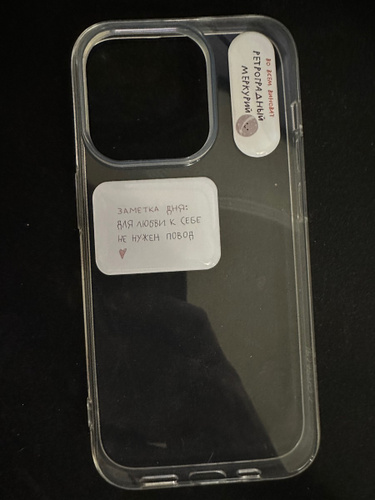 ВО ВСЕМ ВИНОВАТ
РЕТРОГРАДНЫЙ
МЕРКУРИЙ
ЗАМЕТКА ДНЯ:
ДЛЯ ЛЮБВИ К СЕБЕ
НЕ НУЖЕН ПОВОД